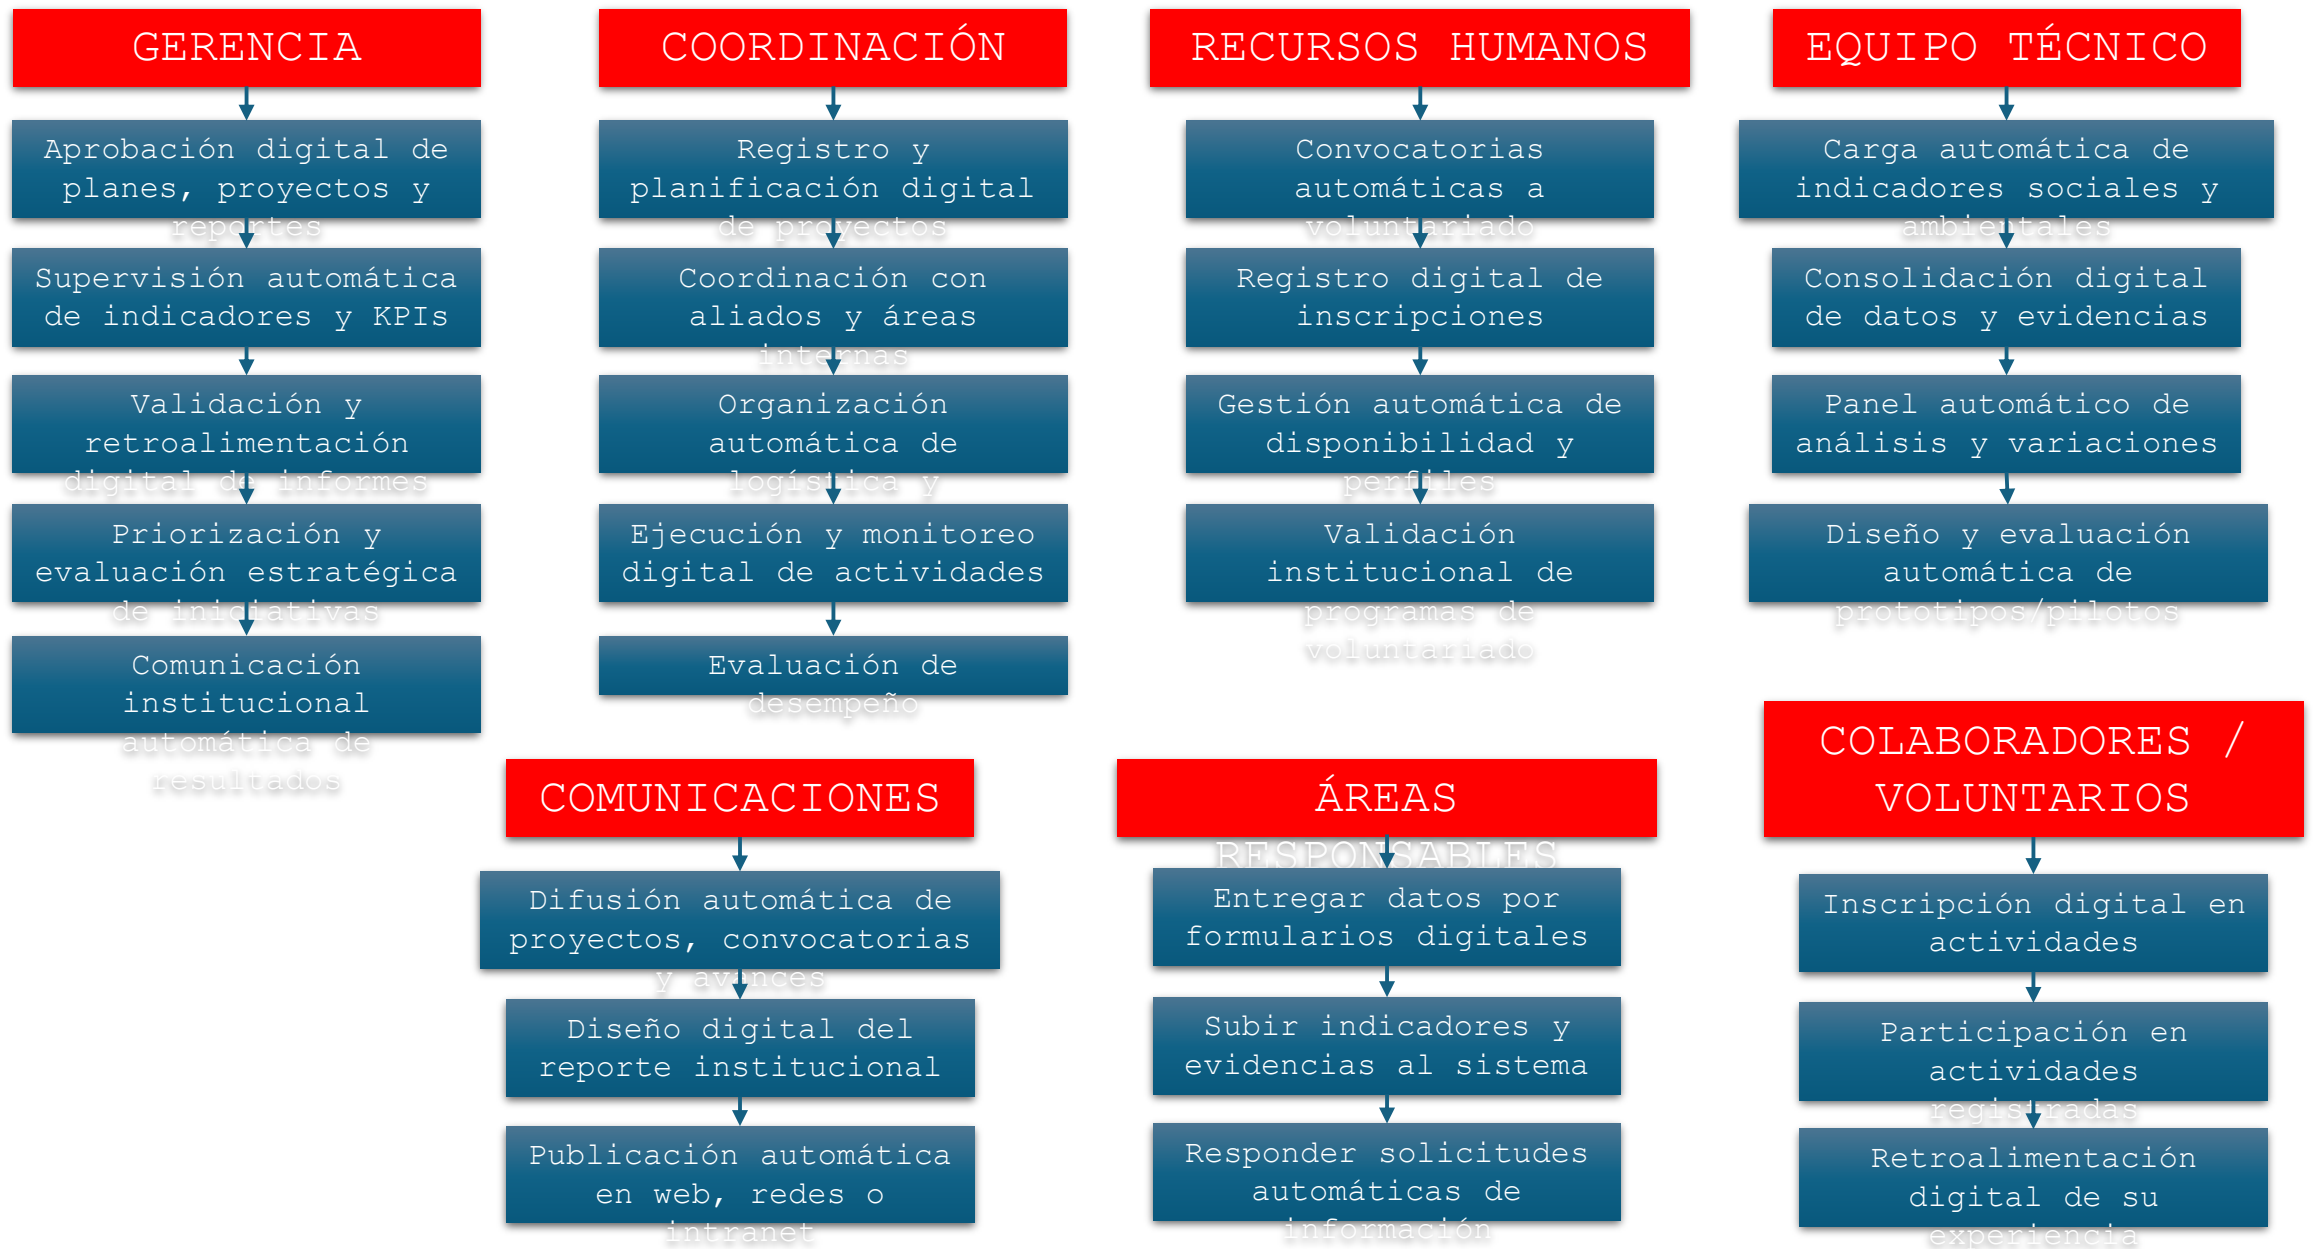 GERENCIA
Aprobación digital de
planes, proyectos y
reportes
Supervisión automática
de indicadores y KPIs
Validación y
retroalimentación
digital de informes
Priorización y
evaluación estratégica
de iniciativas
Comunicación
institucional
automática de
resultados
COORDINACIÓN
Registro y
planificación digital
de proyectos
Coordinación con
aliados y áreas
internas
Organización
automática de
logística y
Ejecución y monitoreo
digital de actividades
Evaluación de
desempeño
RECURSOS HUMANOS
Convocatorias
automáticas a
voluntariado
Registro digital de
inscripciones
Gestión automática de
disponibilidad y
perfiles
Validación
institucional de
programas de
voluntariado
EQUIPO TÉCNICO
Carga automática de
indicadores sociales y
ambientales
Consolidación digital
de datos y evidencias
Panel automático de
análisis y variaciones
Diseño y evaluación
automática de
prototipos/pilotos
COMUNICACIONES
Difusión automática de
proyectos, convocatorias
y avances
Diseño digital del
reporte institucional
Publicación automática
en web, redes o
intranet
ÁREAS
RESPONSABLES
Entregar datos por
formularios digitales
Subir indicadores y
evidencias al sistema
Responder solicitudes
automáticas de
información
COLABORADORES /
VOLUNTARIOS
Inscripción digital en
actividades
Participación en
actividades
registradas
Retroalimentación
digital de su
experiencia